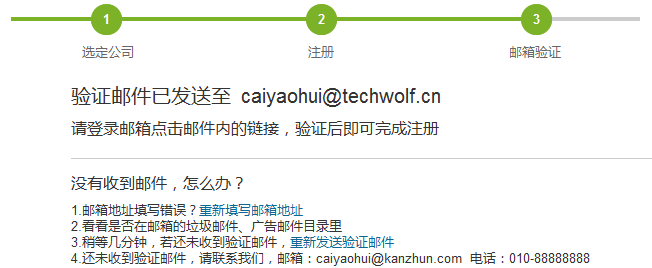 1 2 3
选定公司 注册 邮箱验证
验证邮件已发送至 caiyaohui@techwolf.cn
请登录邮箱点击邮件内的链接，验证后即可完成注册
没有收到邮件，怎么办？
1.邮箱地址填写错误？重新填写邮箱地址
2.看看是否在邮箱的垃圾邮件、广告邮件目录里
3.稍等几分钟，若还未收到验证邮件，重新发送验证邮件
4.还未收到验证邮件，请联系我们，邮箱：caiyaohui@kanzhun.com 电话：010-88888888